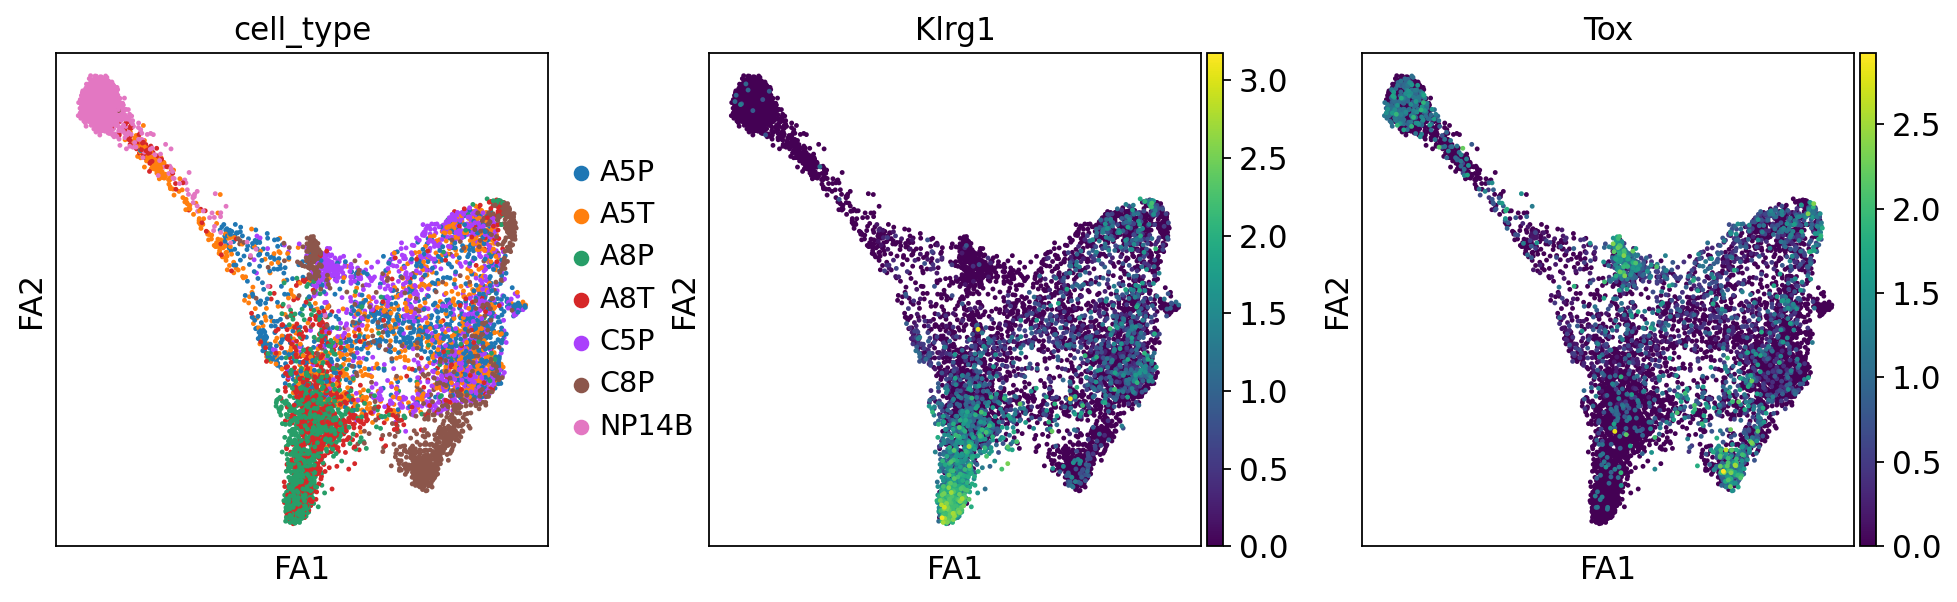 cell_type
FA2
FA1
A5P
A5T
A8P
A8T
C5P
C8P
NP14B
Klrg1
FA2
FA1
3.0
2.5
2.0
1.5
1.0
0.5
0.0
Tox
FA2
FA1
2.5
2.0
1.5
1.0
0.5
0.0